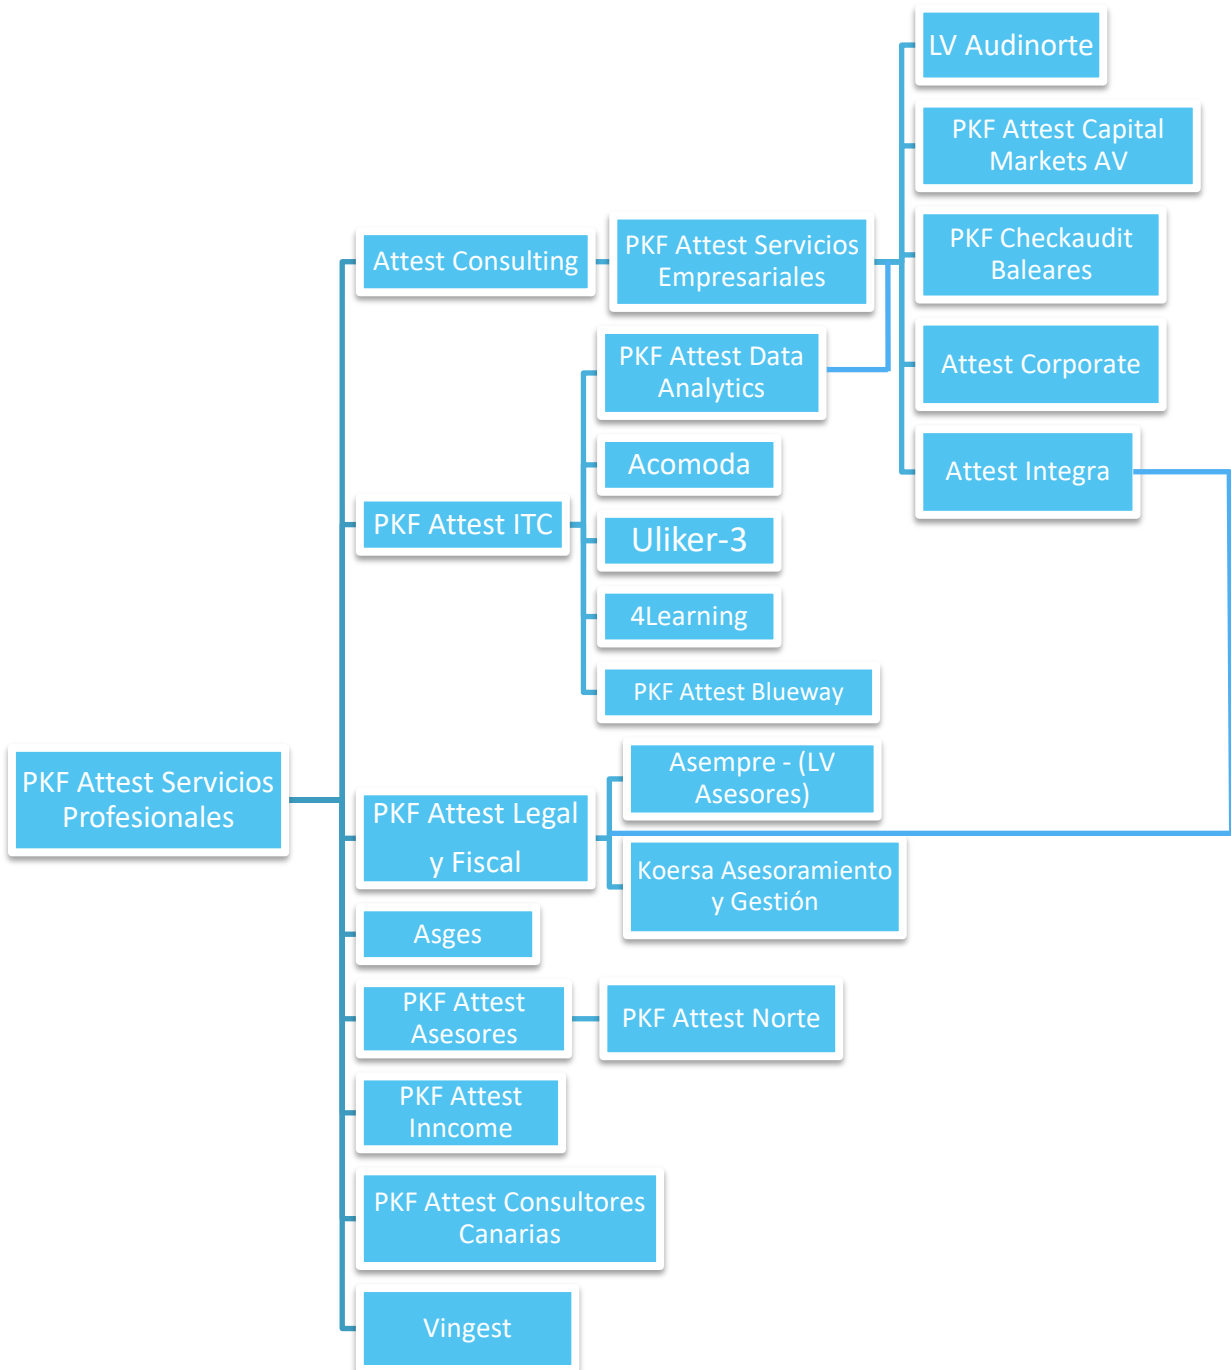 LV Audinorte
PKF Attest Capital
Markets AV
PKF Attest Servicios
Empresariales
Attest Consulting
PKF Checkaudit
Baleares
PKF Attest Data
Analytics
Attest Corporate
Acomoda
Attest Integra
PKF Attest ITC
Uliker-3
4Learning
PKF Attest Blueway
PKF Attest Servicios
Profesionales
Asempre - (LV
Asesores)
PKF Attest Legal
y Fiscal
Koersa Asesoramiento
y Gestión
Asges
PKF Attest
Asesores
PKF Attest Norte
PKF Attest
Inncome
PKF Attest Consultores
Canarias
Vingest